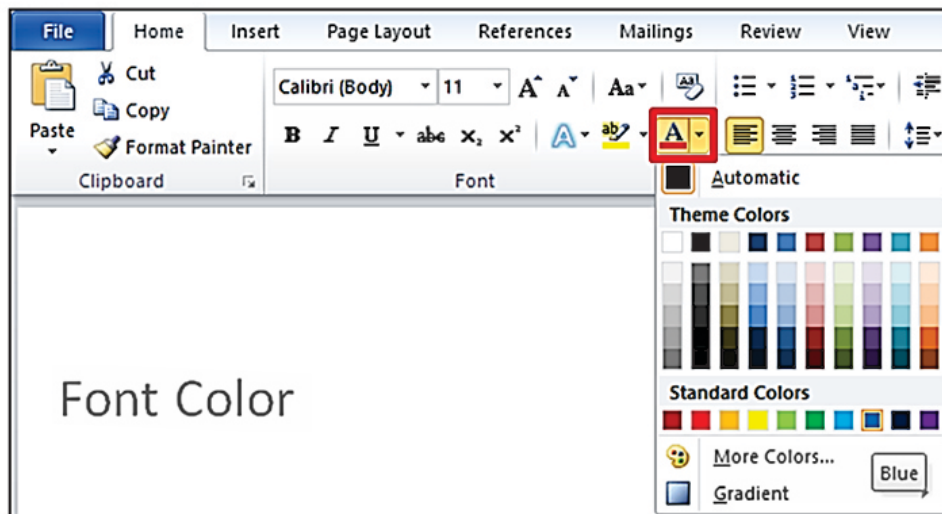 File Home Insert Page Layout References Mailings Review View
Cut
Calibri (Body) 11 A A Aa
Copy
Paste
Format Painter
B I U abc x₂ x² A ab A
Clipboard Font
Automatic
Theme Colors
Font Color
Standard Colors
More Colors...
Blue
Gradient